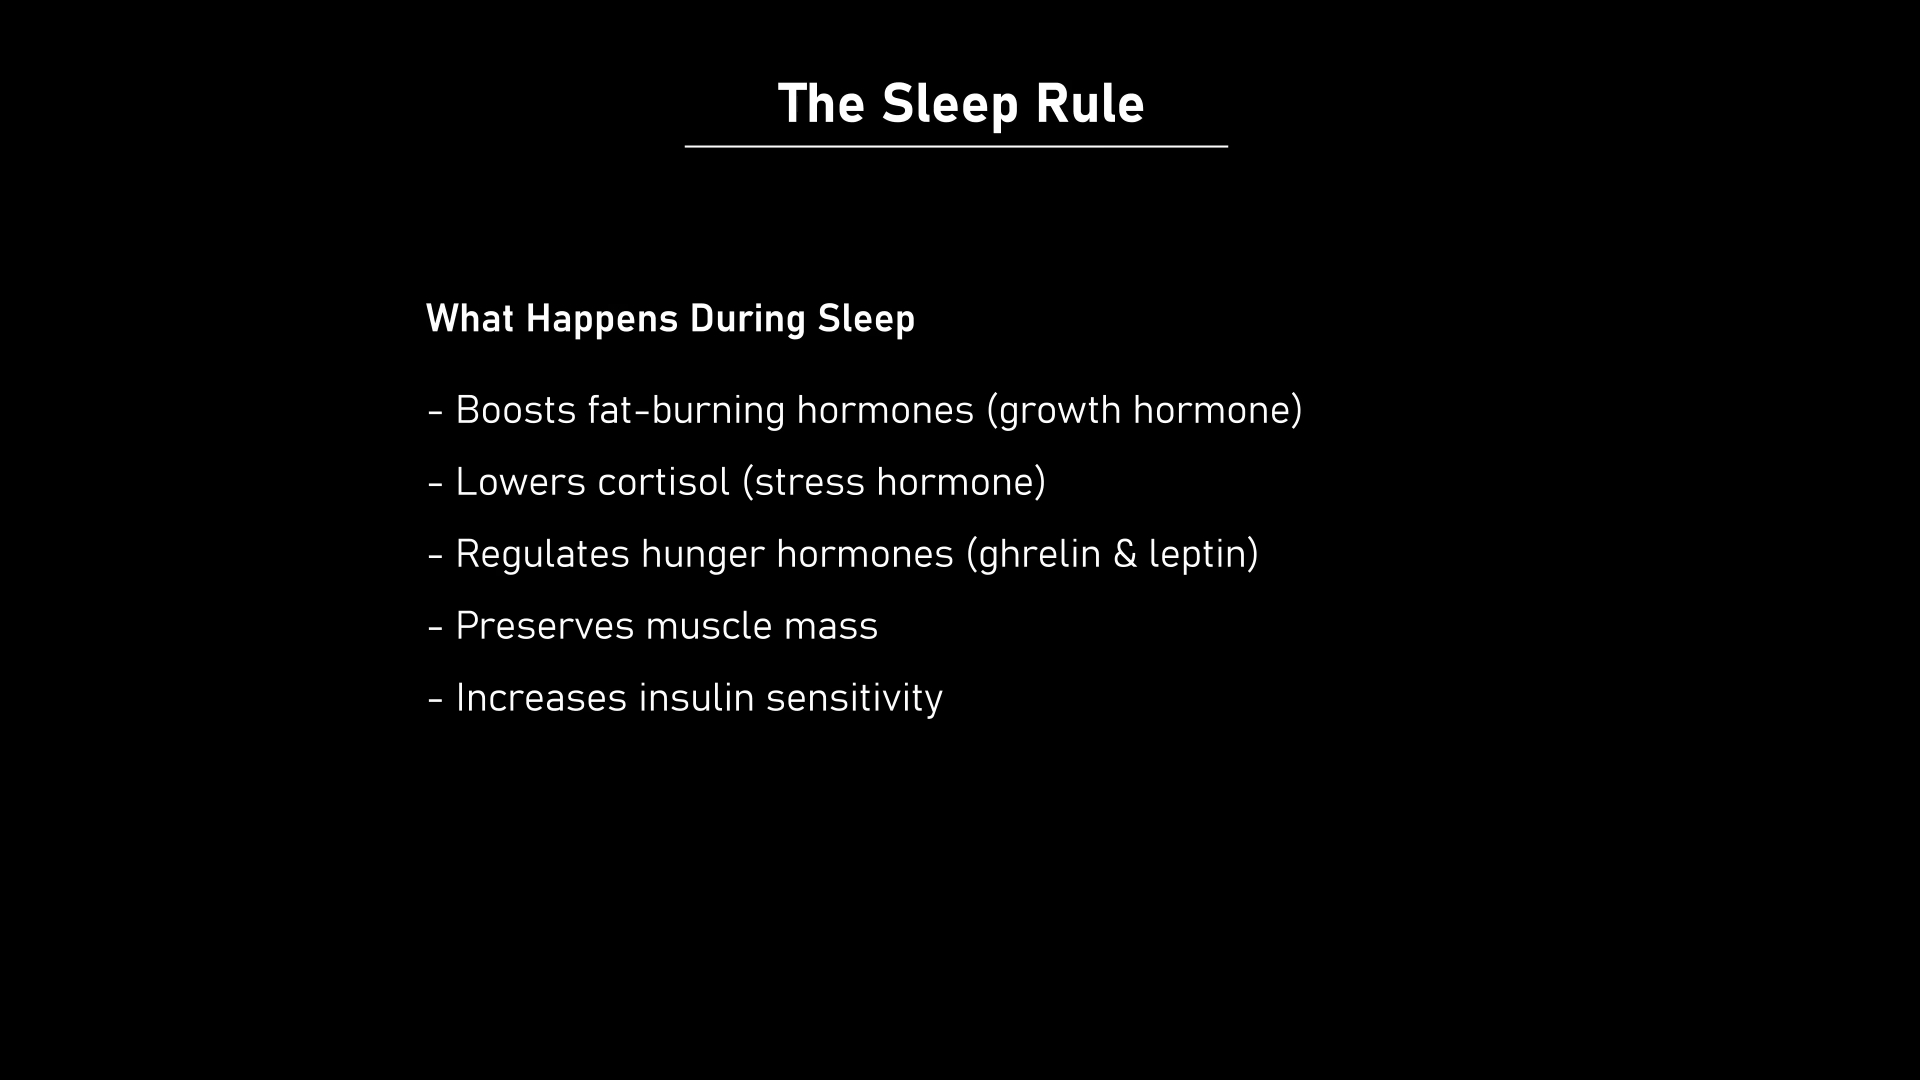 The Sleep Rule
What Happens During Sleep
- Boosts fat-burning hormones (growth hormone)
- Lowers cortisol (stress hormone)
- Regulates hunger hormones (ghrelin & leptin)
- Preserves muscle mass
- Increases insulin sensitivity